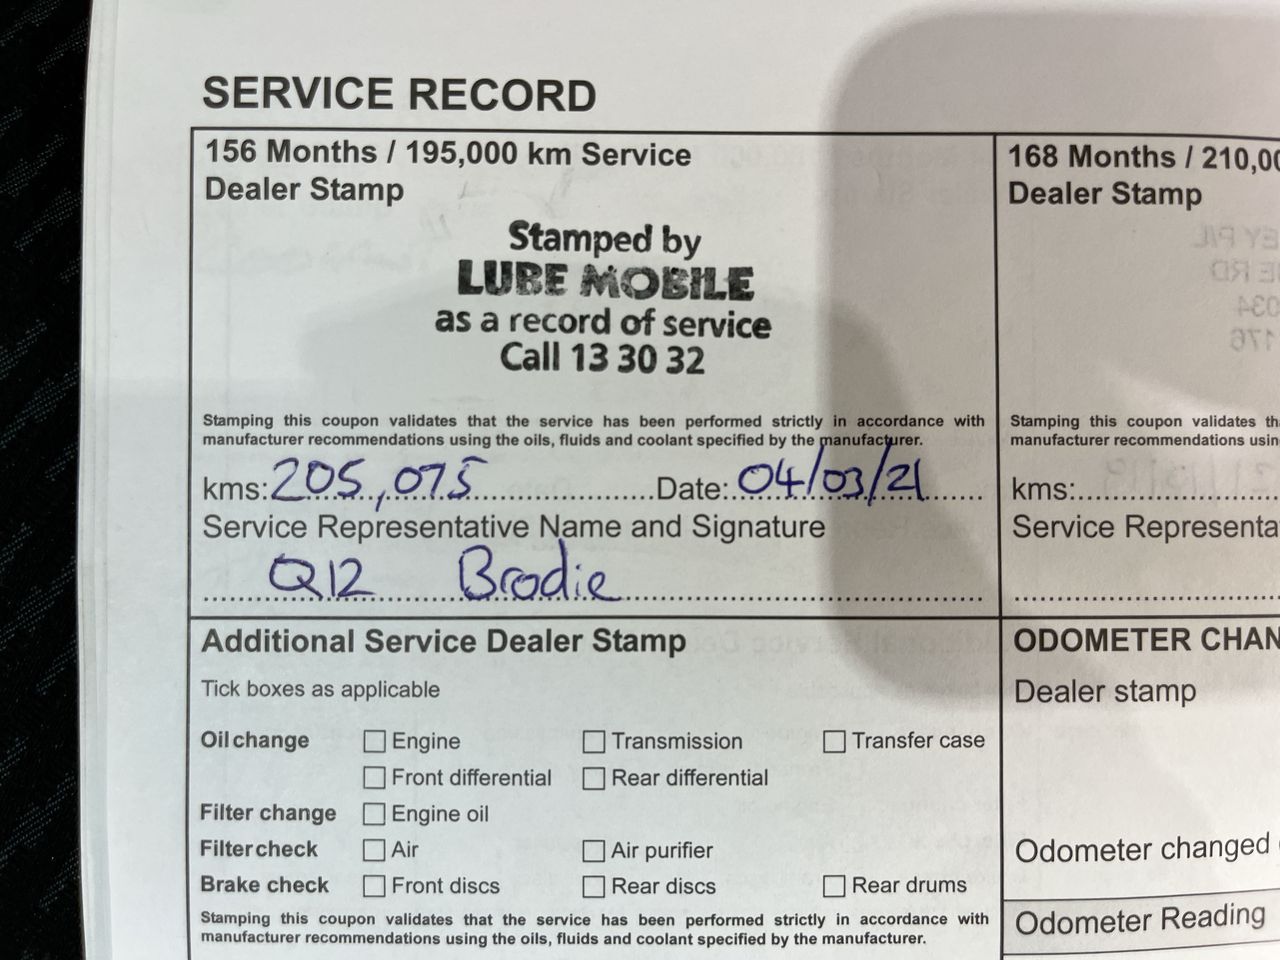 SERVICE RECORD
156 Months / 195,000 km Service
Dealer Stamp
Stamped by
LUBE MOBILE
as a record of service
Call 13 30 32
Stamping this coupon validates that the service has been performed strictly in accordance with
manufacturer recommendations using the oils, fluids and coolant specified by the manufacturer.
kms: 205,075 Date: 04/03/21
Service Representative Name and Signature
Q12 Brodie
Additional Service Dealer Stamp
Tick boxes as applicable
Oil change Engine Transmission Transfer case
Front differential Rear differential
Filter change Engine oil
Filter check Air Air purifier
Brake check Front discs Rear discs Rear drums
Stamping this coupon validates that the service has been performed strictly in accordance with
manufacturer recommendations using the oils, fluids and coolant specified by the manufacturer.
168 Months / 210,00
Dealer Stamp
Stamping this coupon validates th
manufacturer recommendations usin
kms:
Service Representa
ODOMETER CHAN
Dealer stamp
Odometer changed
Odometer Reading